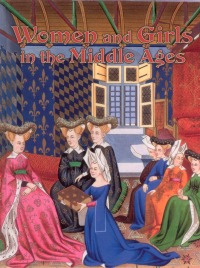 Women and Girls
in the Middle Ages